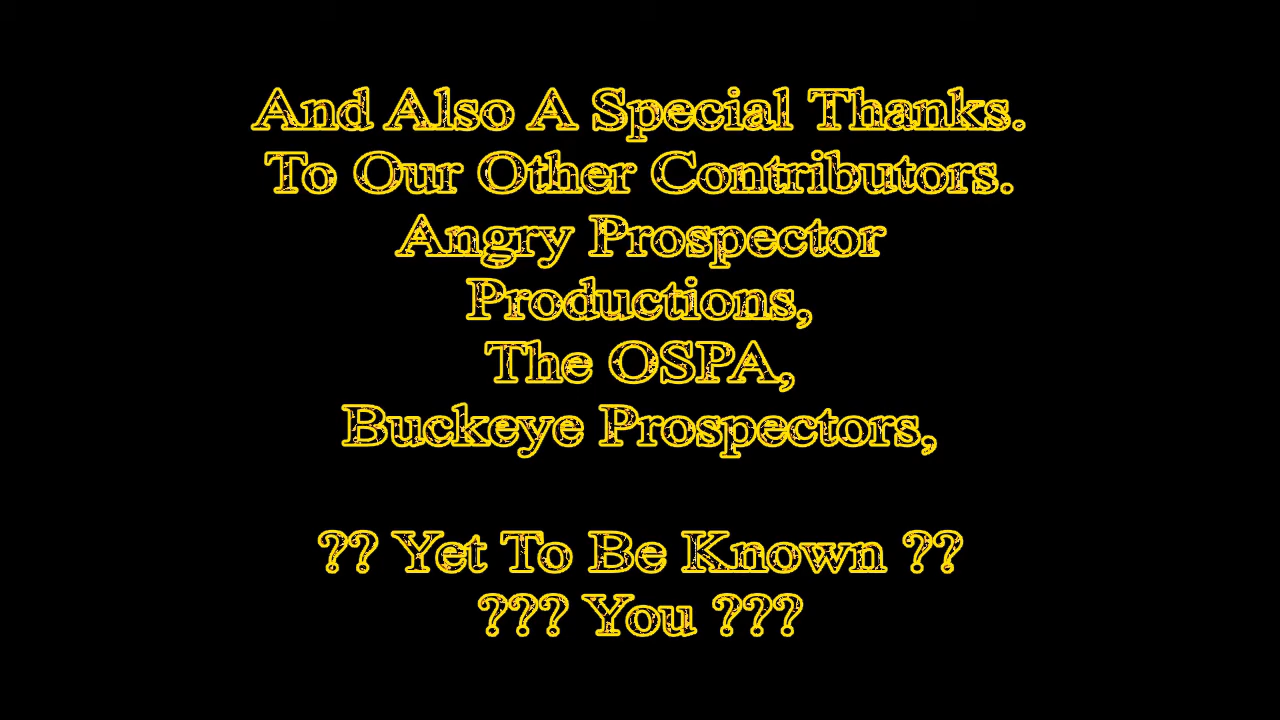 And Also A Special Thanks.
To Our Other Contributors.
Angry Prospector
Productions,
The OSPA,
Buckeye Prospectors,
?? Yet To Be Known ??
??? You ???